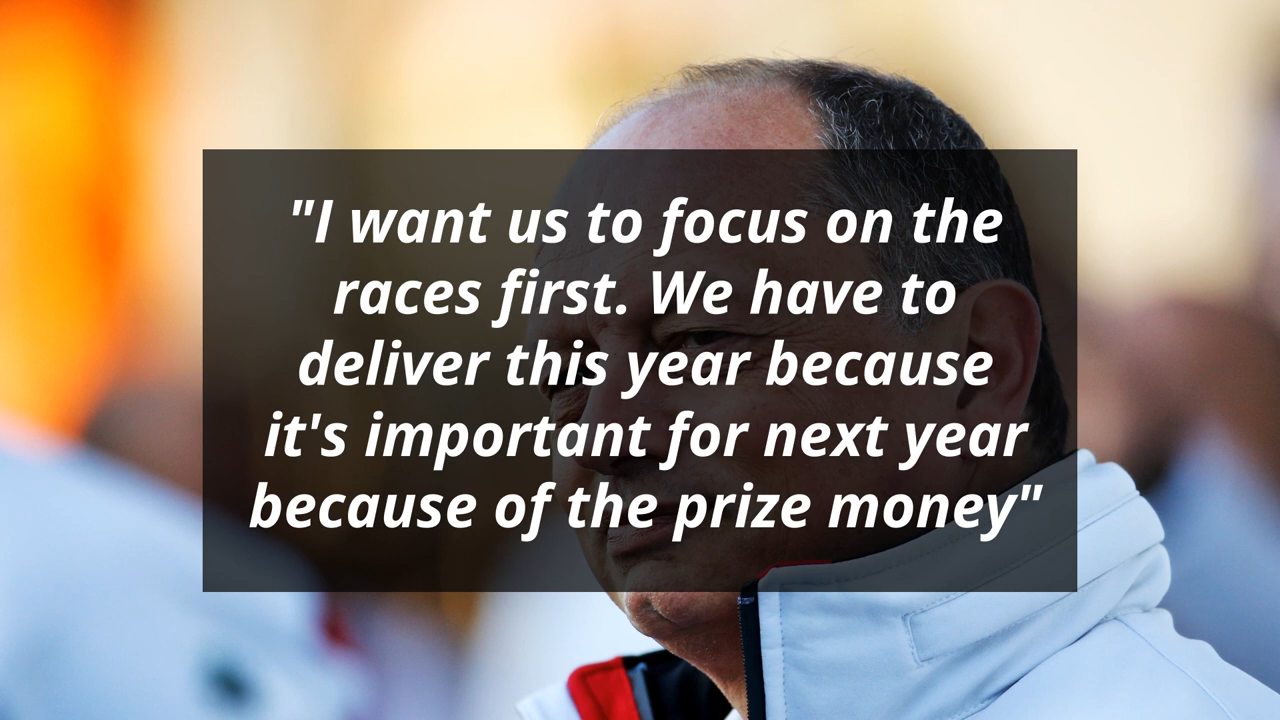 "I want us to focus on the
races first. We have to
deliver this year because
it's important for next year
because of the prize money"